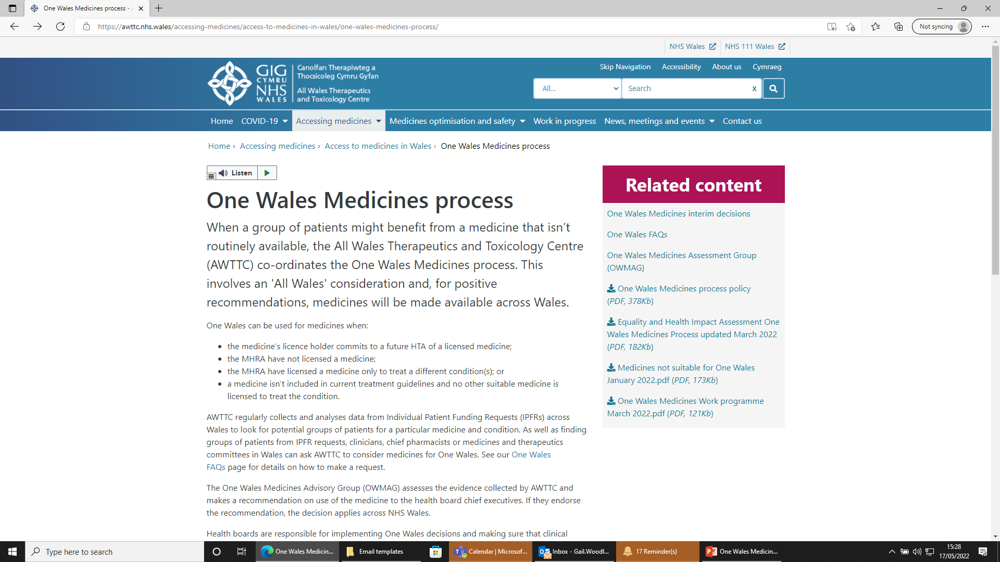 One Wales Medicines process - A
https://awttc.nhs.wales/accessing-medicines/access-to-medicines-in-wales/one-wales-medicines-process/
Not syncing
NHS Wales
NHS 111 Wales
GIG
CYMRU
NHS
WALES
Canolfan Therapiwteg a
Thocsicoleg Cymru Gyfan
All Wales Therapeutics
and Toxicology Centre
Skip Navigation
Accessibility
About us
Cymraeg
All...
Search
x
Home
COVID-19
Accessing medicines
Medicines optimisation and safety
Work in progress
News, meetings and events
Contact us
Home › Accessing medicines › Access to medicines in Wales › One Wales Medicines process
Listen
One Wales Medicines process
When a group of patients might benefit from a medicine that isn’t
routinely available, the All Wales Therapeutics and Toxicology Centre
(AWTTC) co-ordinates the One Wales Medicines process. This
involves an 'All Wales' consideration and, for positive
recommendations, medicines will be made available across Wales.
One Wales can be used for medicines when:
• the medicine’s licence holder commits to a future HTA of a licensed medicine;
• the MHRA have not licensed a medicine;
• the MHRA have licensed a medicine only to treat a different condition(s); or
• a medicine isn’t included in current treatment guidelines and no other suitable medicine is
licensed to treat the condition.
AWTTC regularly collects and analyses data from Individual Patient Funding Requests (IPFRs) across
Wales to look for potential groups of patients for a particular medicine and condition. As well as finding
groups of patients from IPFR requests, clinicians, chief pharmacists or medicines and therapeutics
committees in Wales can ask AWTTC to consider medicines for One Wales. See our One Wales
FAQs page for details on how to make a request.
The One Wales Medicines Advisory Group (OWMAG) assesses the evidence collected by AWTTC and
makes a recommendation on use of the medicine to the health board chief executives. If they endorse
the recommendation, the decision applies across NHS Wales.
Health boards are responsible for implementing One Wales decisions and making sure that clinical
Related content
One Wales Medicines interim decisions
One Wales FAQs
One Wales Medicines Assessment Group
(OWMAG)
One Wales Medicines process policy
(PDF, 378Kb)
Equality and Health Impact Assessment One
Wales Medicines Process updated March 2022
(PDF, 182Kb)
Medicines not suitable for One Wales
January 2022.pdf (PDF, 173Kb)
One Wales Medicines Work programme
March 2022.pdf (PDF, 121Kb)
Type here to search
One Wales Medicin...
Email templates
Calendar | Microsof...
Inbox - Gail.Woodl...
17 Reminder(s)
One Wales Medicin...
15:28
17/05/2022